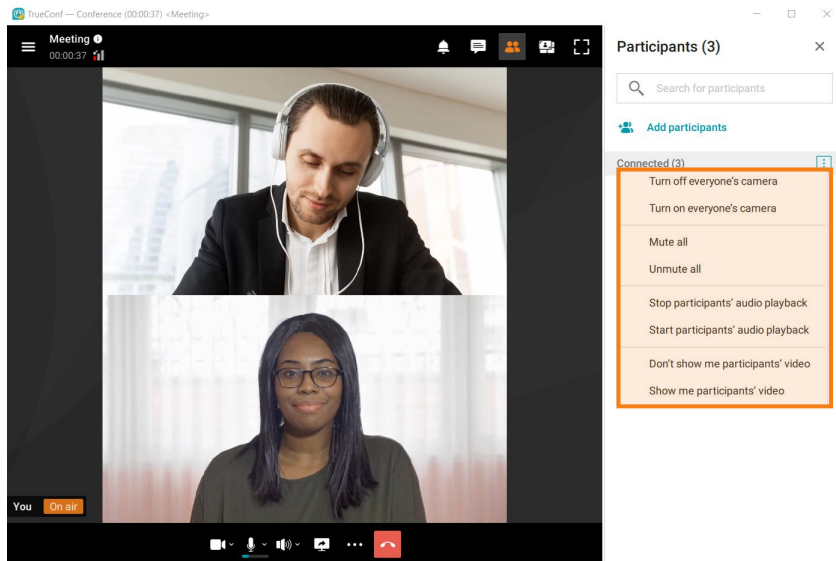 TrueConf — Conference (00:00:37) <Meeting>
Meeting
00:00:37
Participants (3)
Search for participants
Add participants
Connected (3)
Turn off everyone's camera
Turn on everyone's camera
Mute all
Unmute all
Stop participants' audio playback
Start participants' audio playback
Don't show me participants' video
Show me participants' video
You On air